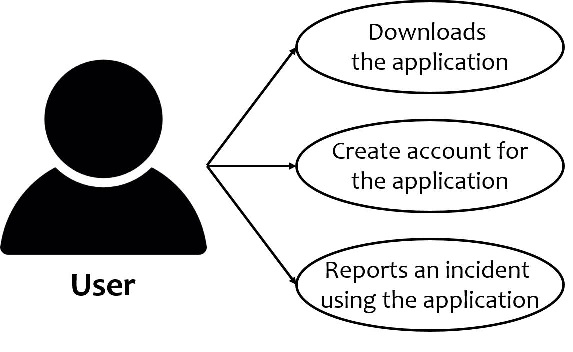 Downloads
the application
Create account for
the application
Reports an incident
using the application
User